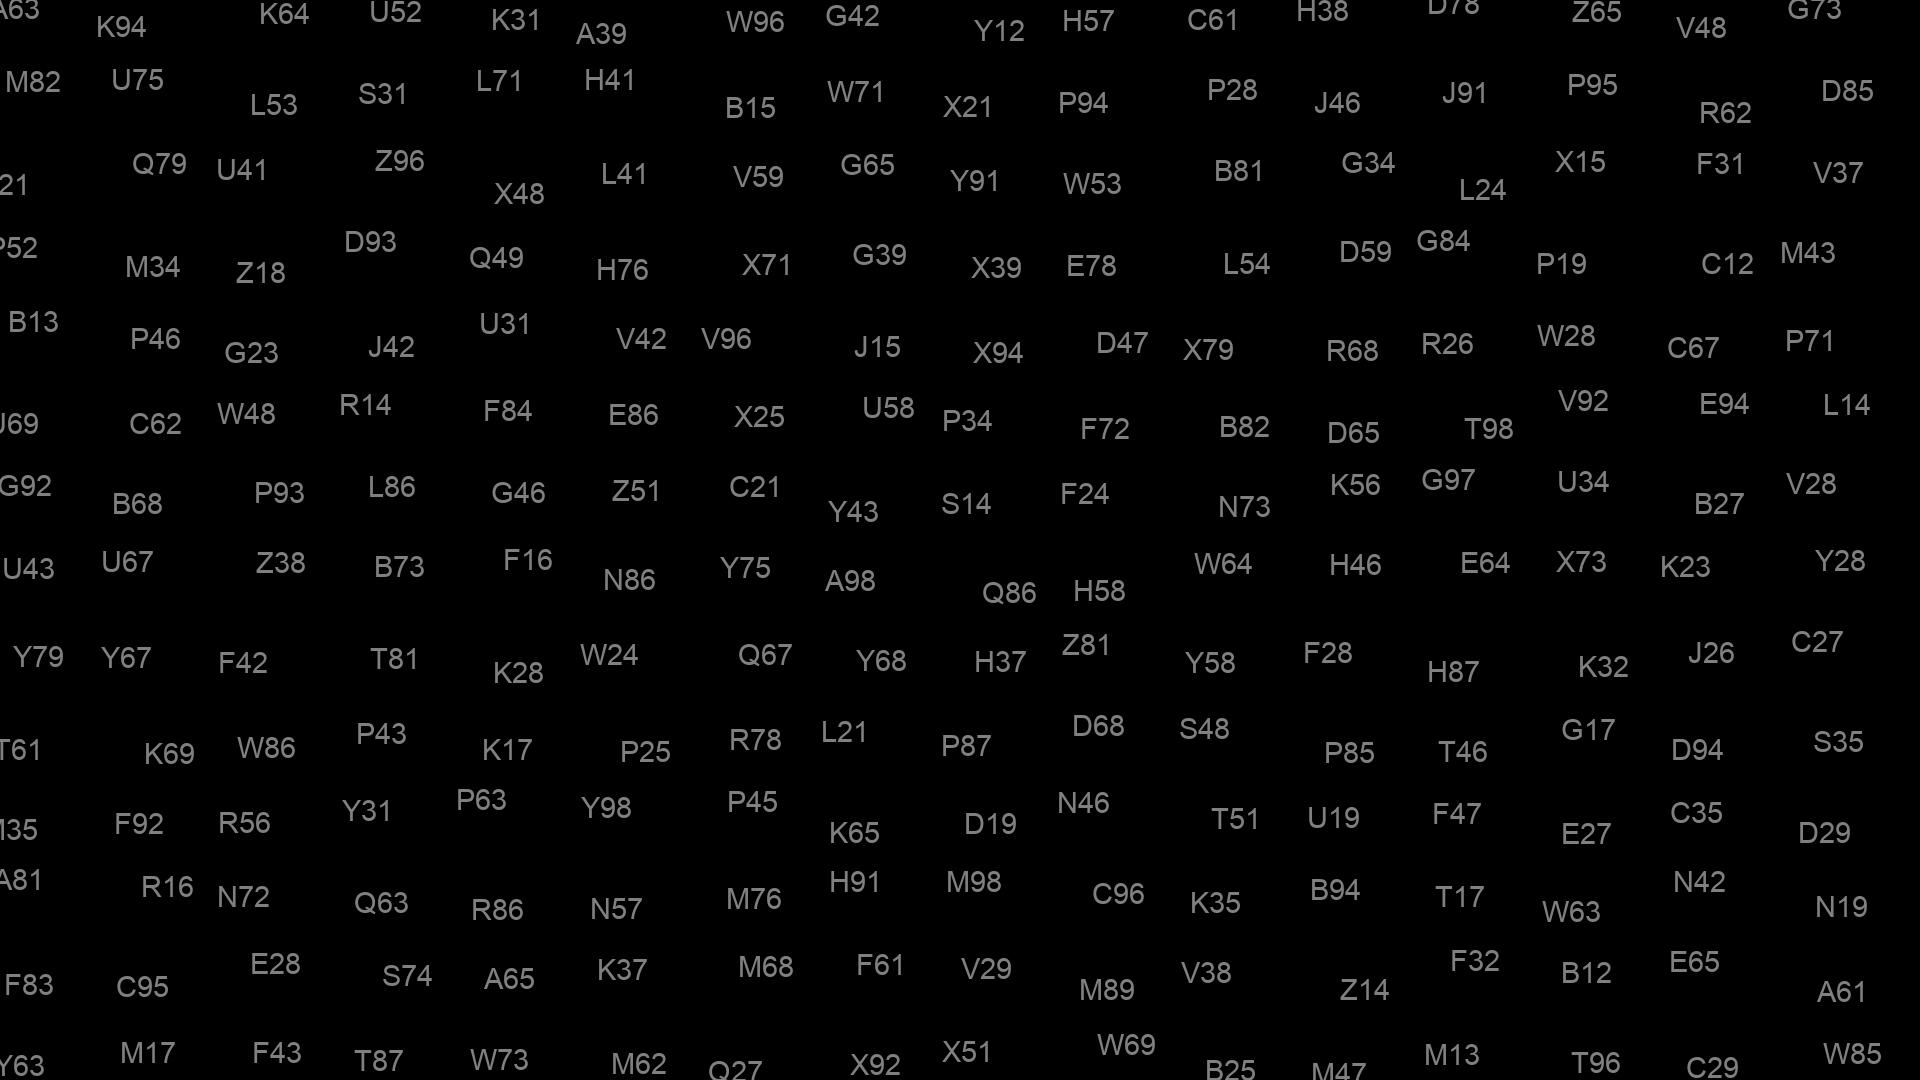 K94 K64 U52 K31 A39 W96 G42 Y12 H57 C61 H38 D78 Z65 V48 G73
M82 U75 L53 S31 L71 H41 B15 W71 X21 P94 P28 J46 J91 P95 R62 D85
21 Q79 U41 Z96 X48 L41 V59 G65 Y91 W53 B81 G34 L24 X15 F31 V37
P52 M34 Z18 D93 Q49 H76 X71 G39 X39 E78 L54 D59 G84 P19 C12 M43
B13 P46 G23 J42 U31 V42 V96 J15 X94 D47 X79 R68 R26 W28 C67 P71
C62 W48 R14 F84 E86 X25 U58 P34 F72 B82 D65 T98 V92 E94 L14
G92 B68 P93 L86 G46 Z51 C21 Y43 S14 F24 N73 K56 G97 U34 B27 V28
U43 U67 Z38 B73 F16 N86 Y75 A98 Q86 H58 W64 H46 E64 X73 K23 Y28
Y79 Y67 F42 T81 K28 W24 Q67 Y68 H37 Z81 Y58 F28 H87 K32 J26 C27
T61 K69 W86 P43 K17 P25 R78 L21 P87 D68 S48 P85 T46 G17 D94 S35
F92 R56 Y31 P63 Y98 P45 K65 D19 N46 T51 U19 F47 E27 C35 D29
A81 R16 N72 Q63 R86 N57 M76 H91 M98 C96 K35 B94 T17 W63 N42 N19
F83 C95 E28 S74 A65 K37 M68 F61 V29 M89 V38 Z14 F32 B12 E65 A61
Y63 M17 F43 T87 W73 M62 Q27 X92 X51 W69 B25 M47 M13 T96 C29 W85